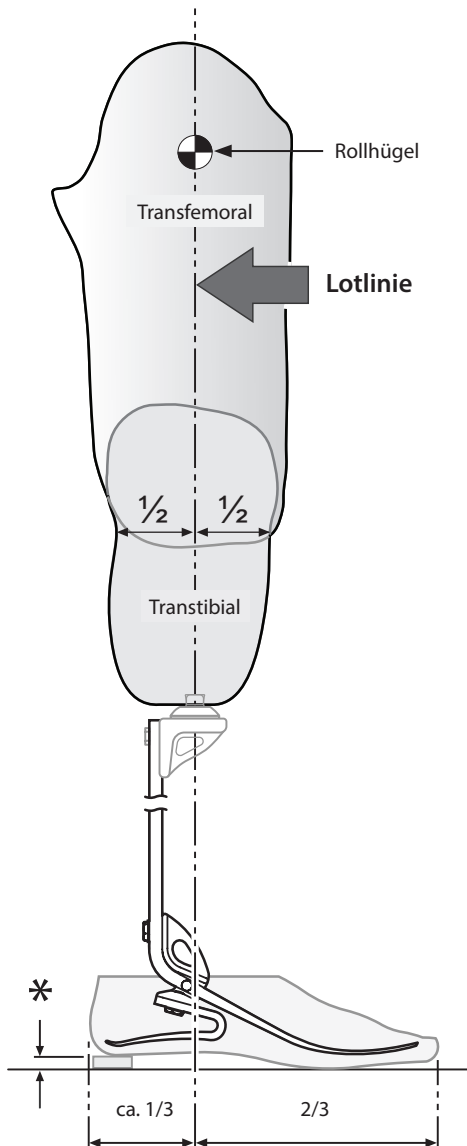 Rollhügel
Transfemoral
Lotlinie
½ ½
Transtibial
*
ca. 1/3 2/3